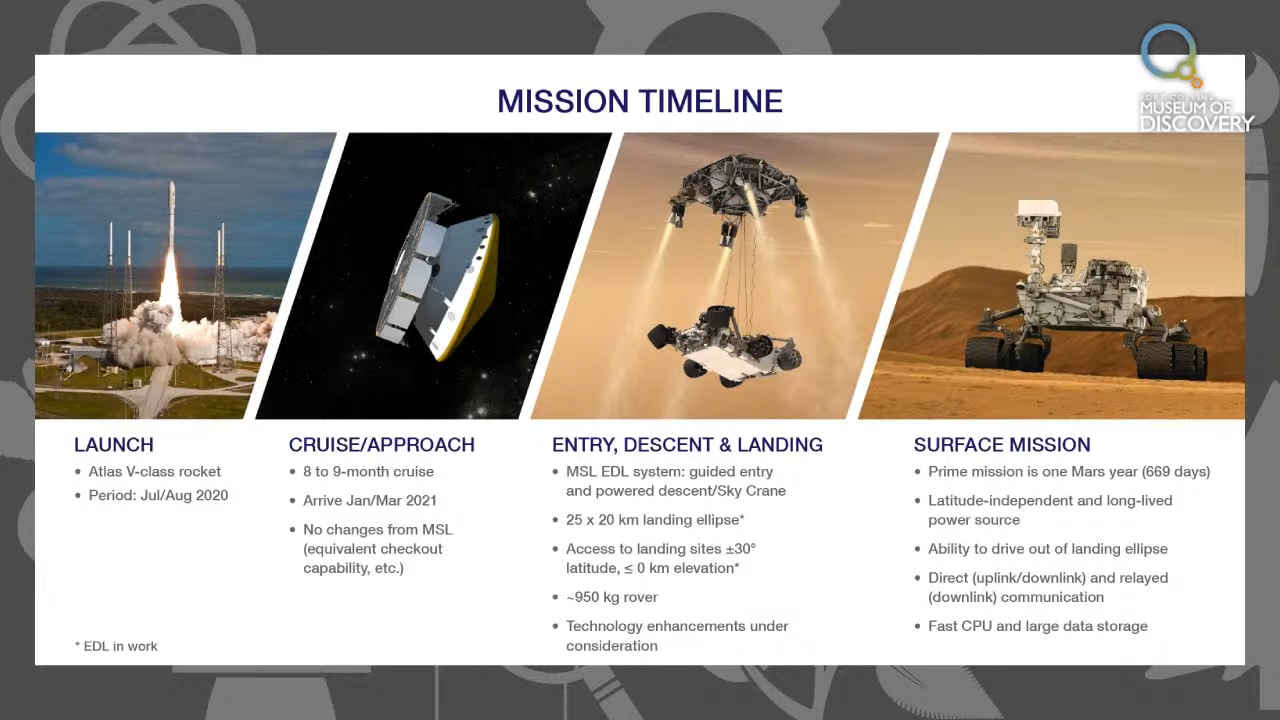 FORT COLLINS
MUSEUM OF
DISCOVERY
MISSION TIMELINE
LAUNCH
• Atlas V-class rocket
• Period: Jul/Aug 2020
CRUISE/APPROACH
• 8 to 9-month cruise
• Arrive Jan/Mar 2021
• No changes from MSL
(equivalent checkout
capability, etc.)
ENTRY, DESCENT & LANDING
• MSL EDL system: guided entry
and powered descent/Sky Crane
• 25 x 20 km landing ellipse*
• Access to landing sites ±30°
latitude, ≤ 0 km elevation*
• ~950 kg rover
• Technology enhancements under
consideration
SURFACE MISSION
• Prime mission is one Mars year (669 days)
• Latitude-independent and long-lived
power source
• Ability to drive out of landing ellipse
• Direct (uplink/downlink) and relayed
(downlink) communication
• Fast CPU and large data storage
* EDL in work